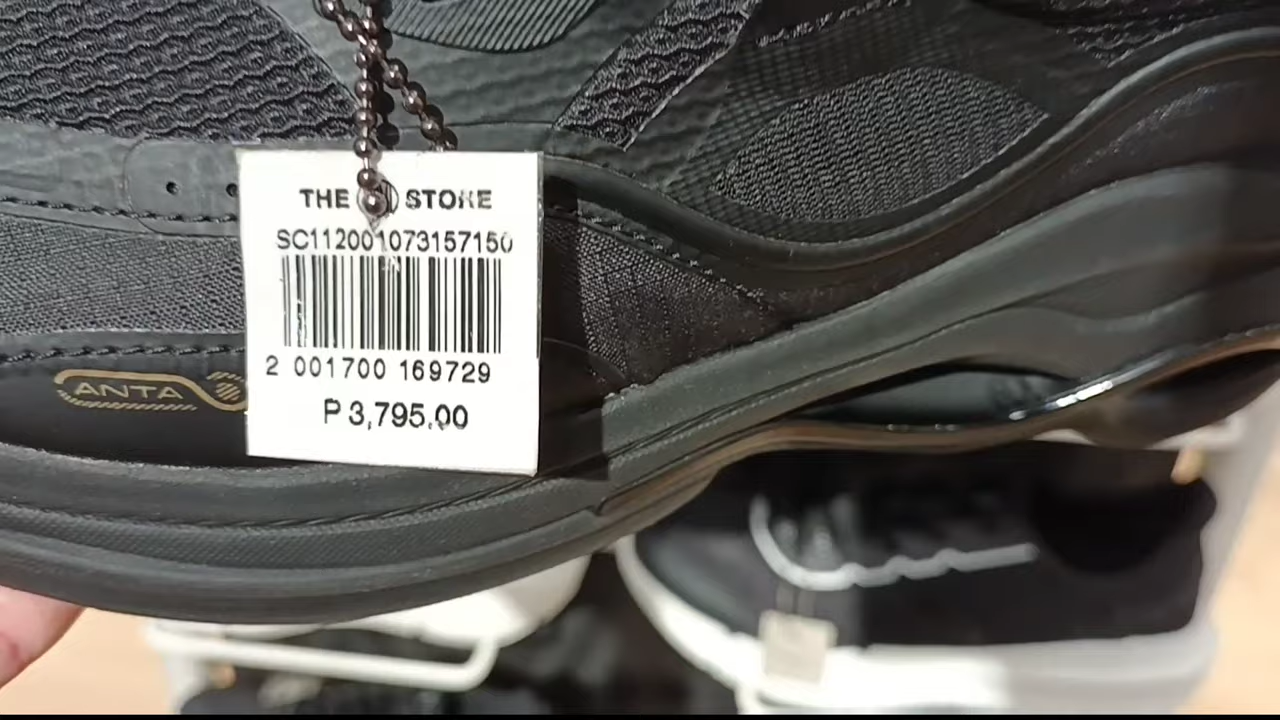 THE STORE
SC112001073157150
2 001700 169729
P 3,795.00
ANTA